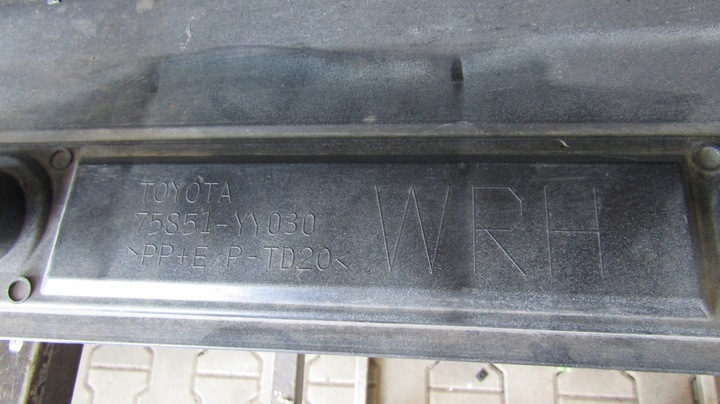 TOYOTA
75851-YY030
>PP+E/P-TD20<
WRH